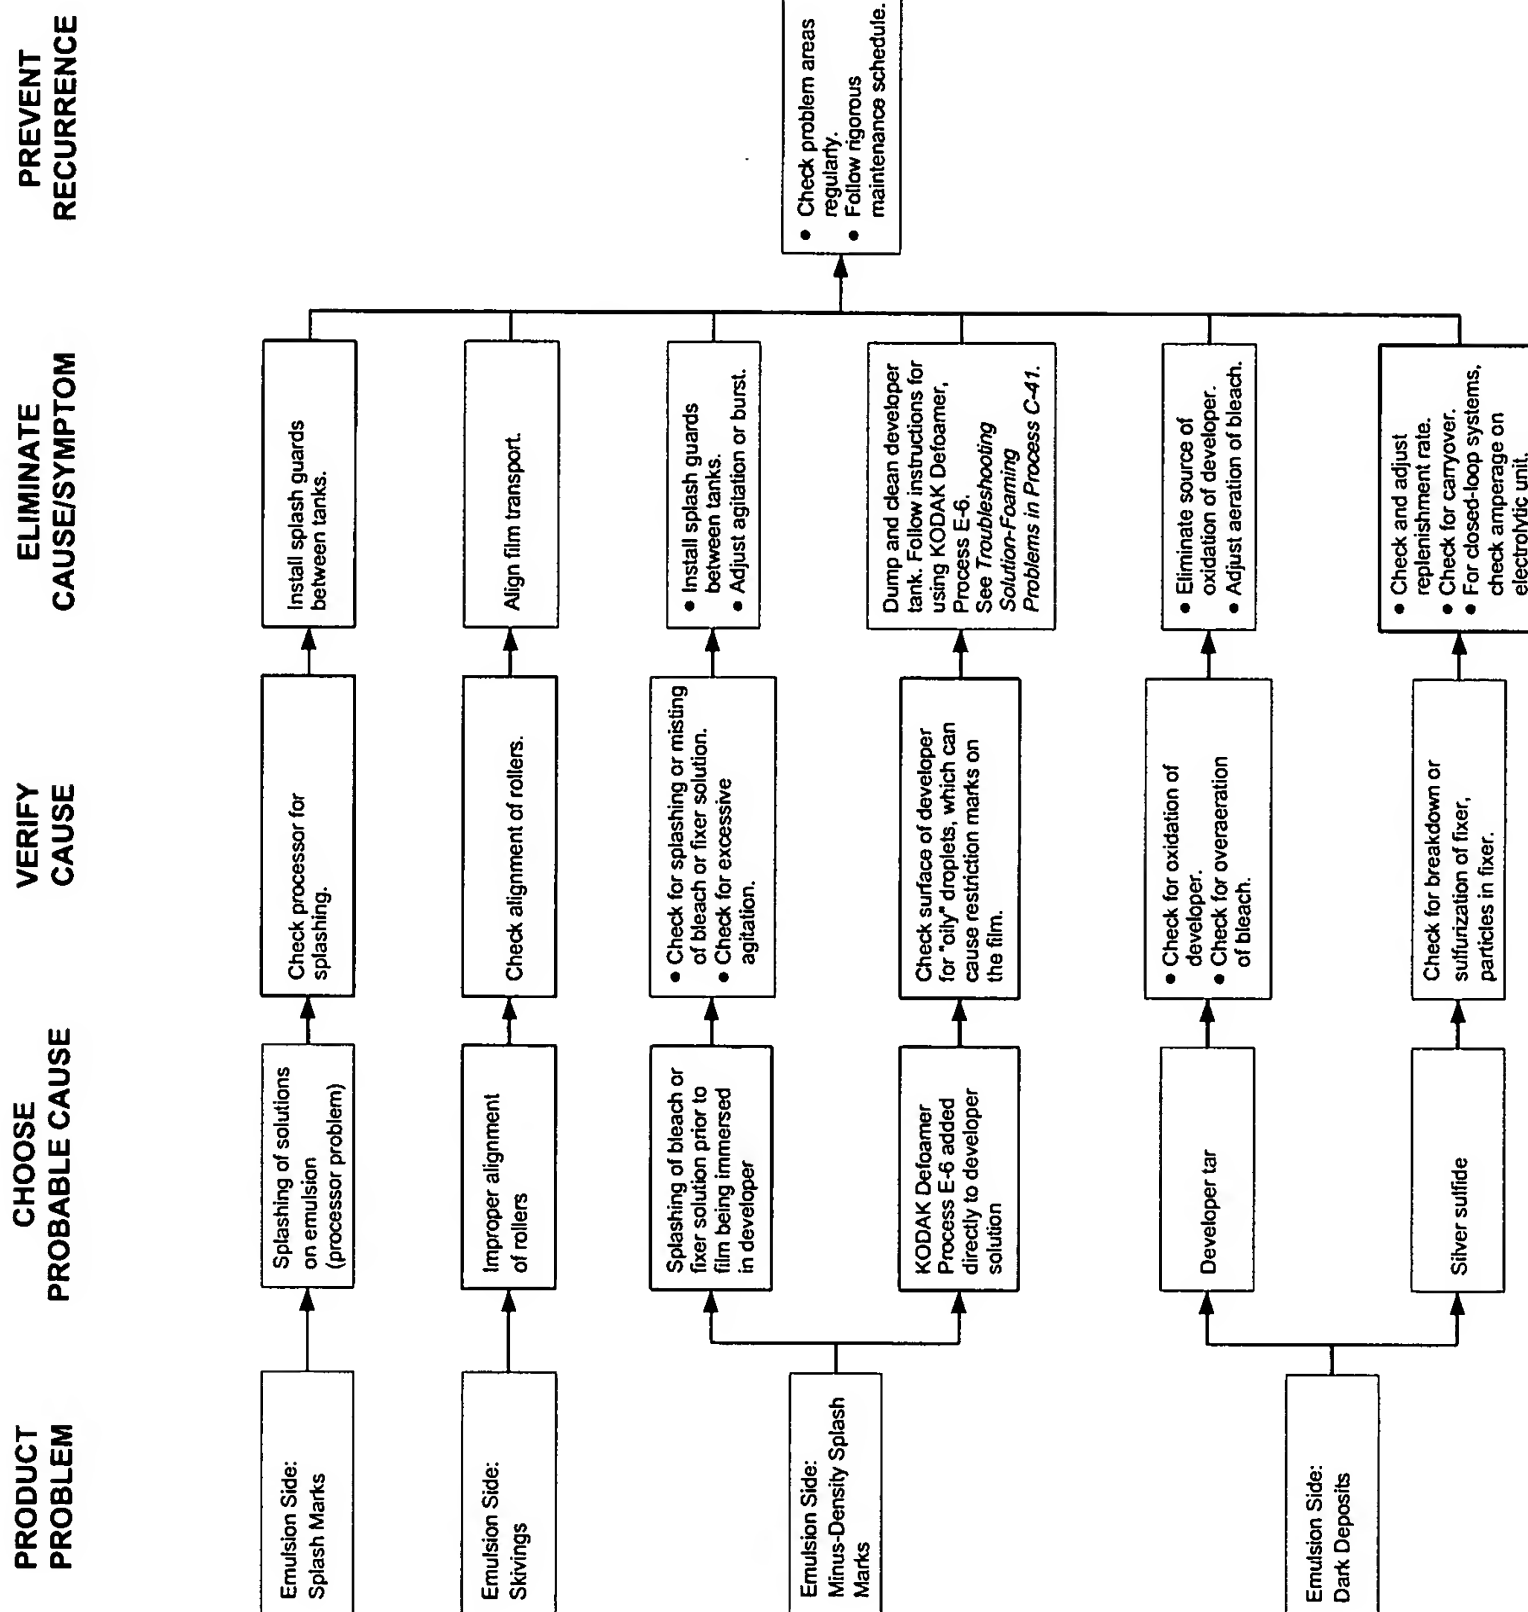 PRODUCT
PROBLEM
CHOOSE
PROBABLE CAUSE
VERIFY
CAUSE
ELIMINATE
CAUSE/SYMPTOM
PREVENT
RECURRENCE
Emulsion Side:
Splash Marks
Splashing of solutions
on emulsion
(processor problem)
Check processor for
splashing.
Install splash guards
between tanks.
Emulsion Side:
Skivings
Improper alignment
of rollers
Check alignment of rollers.
Align film transport.
Emulsion Side:
Minus-Density Splash
Marks
Splashing of bleach or
fixer solution prior to
film being immersed
in developer
● Check for splashing or misting
of bleach or fixer solution.
● Check for excessive
agitation.
● Install splash guards
between tanks.
● Adjust agitation or burst.
KODAK Defoamer
Process E-6 added
directly to developer
solution
Check surface of developer
for "oily" droplets, which can
cause restriction marks on
the film.
Dump and clean developer
tank. Follow instructions for
using KODAK Defoamer,
Process E-6.
See Troubleshooting
Solution-Foaming
Problems in Process C-41.
Emulsion Side:
Dark Deposits
Developer tar
● Check for oxidation of
developer.
● Check for overaeration
of bleach.
● Eliminate source of
oxidation of developer.
● Adjust aeration of bleach.
Silver sulfide
Check for breakdown or
sulfurization of fixer,
particles in fixer.
● Check and adjust
replenishment rate.
● Check for carryover.
● For closed-loop systems,
check amperage on
electrolytic unit.
● Check problem areas
regularly.
● Follow rigorous
maintenance schedule.